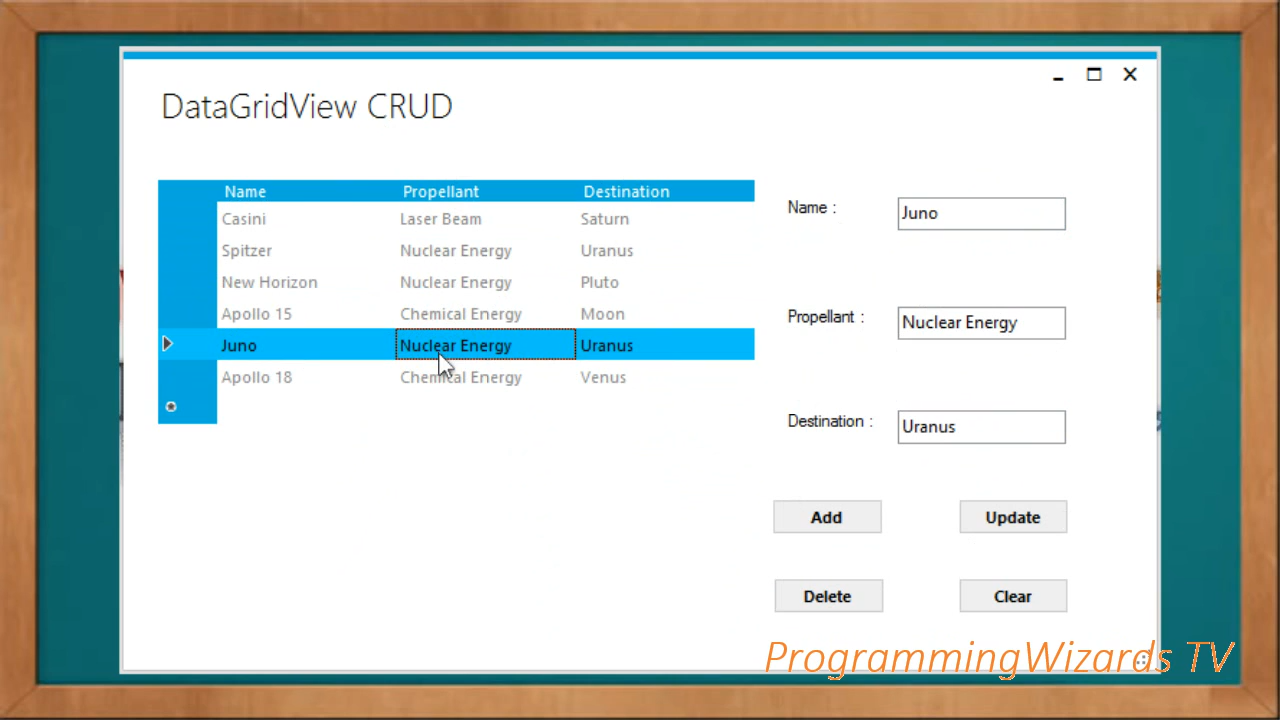 DataGridView CRUD
Name Propellant Destination
Casini Laser Beam Saturn
Spitzer Nuclear Energy Uranus
New Horizon Nuclear Energy Pluto
Apollo 15 Chemical Energy Moon
Juno Nuclear Energy Uranus
Apollo 18 Chemical Energy Venus
Name : Juno
Propellant : Nuclear Energy
Destination : Uranus
Add Update
Delete Clear
ProgrammingWizards TV